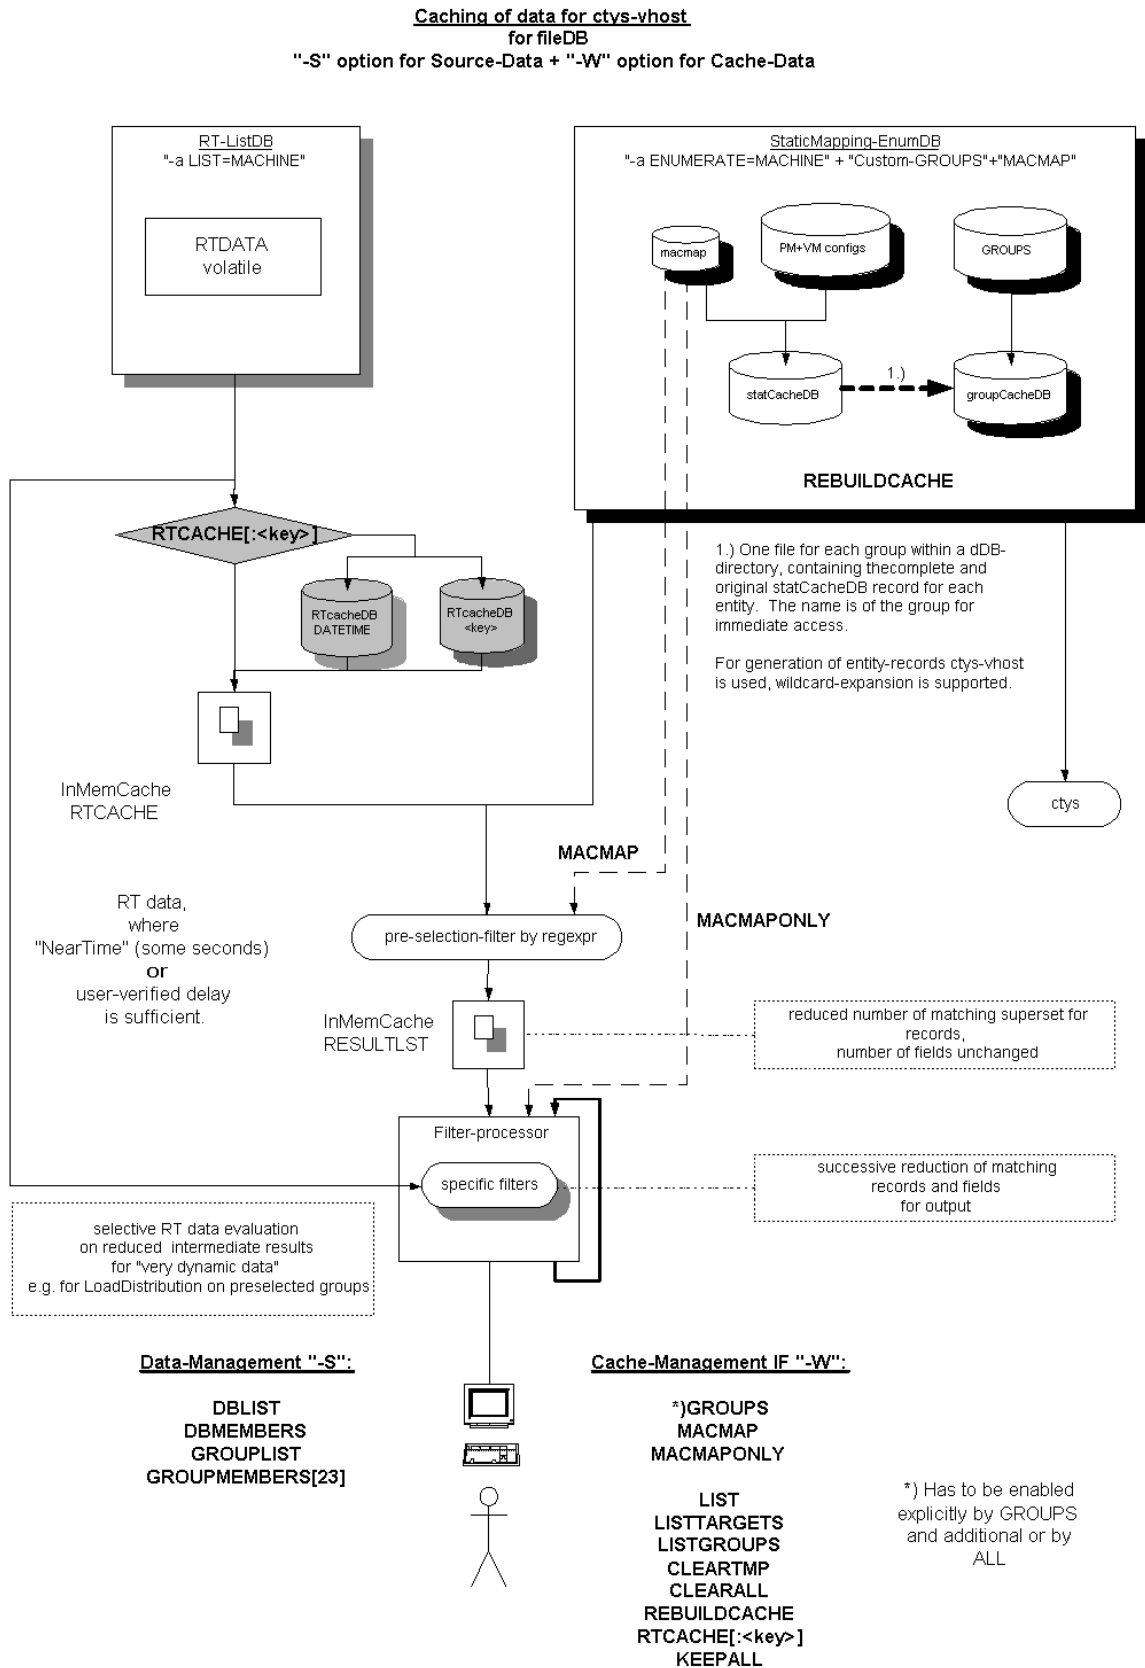 Caching of data for ctys-vhost
for fileDB
"-S" option for Source-Data + "-W" option for Cache-Data
RT-ListDB
"-a LIST=MACHINE"
RTDATA
volatile
StaticMapping-EnumDB
"-a ENUMERATE=MACHINE" + "Custom-GROUPS"+"MACMAP"
macmap
PM+VM configs
GROUPS
statCacheDB
1.)
groupCacheDB
REBUILDCACHE
RTCACHE[:<key>]
RTcacheDB
DATETIME
RTcacheDB
<key>
1.) One file for each group within a dDB-
directory, containing thecomplete and
original statCacheDB record for each
entity.  The name is of the group for
immediate access.
For generation of entity-records ctys-vhost
is used, wildcard-expansion is supported.
InMemCache
RTCACHE
ctys
MACMAP
RT data,
where
"NearTime" (some seconds)
or
user-verified delay
is sufficient.
MACMAPONLY
pre-selection-filter by regexpr
InMemCache
RESULTLST
reduced number of matching superset for
records,
number of fields unchanged
Filter-processor
specific filters
successive reduction of matching
records and fields
for output
selective RT data evaluation
on reduced  intermediate results
for "very dynamic data"
e.g. for LoadDistribution on preselected groups
Data-Management "-S":
DBLIST
DBMEMBERS
GROUPLIST
GROUPMEMBERS[23]
Cache-Management IF "-W":
*)GROUPS
MACMAP
MACMAPONLY
LIST
LISTTARGETS
LISTGROUPS
CLEARTMP
CLEARALL
REBUILDCACHE
RTCACHE[:<key>]
KEEPALL
*) Has to be enabled
explicitly by GROUPS
and additional or by
ALL